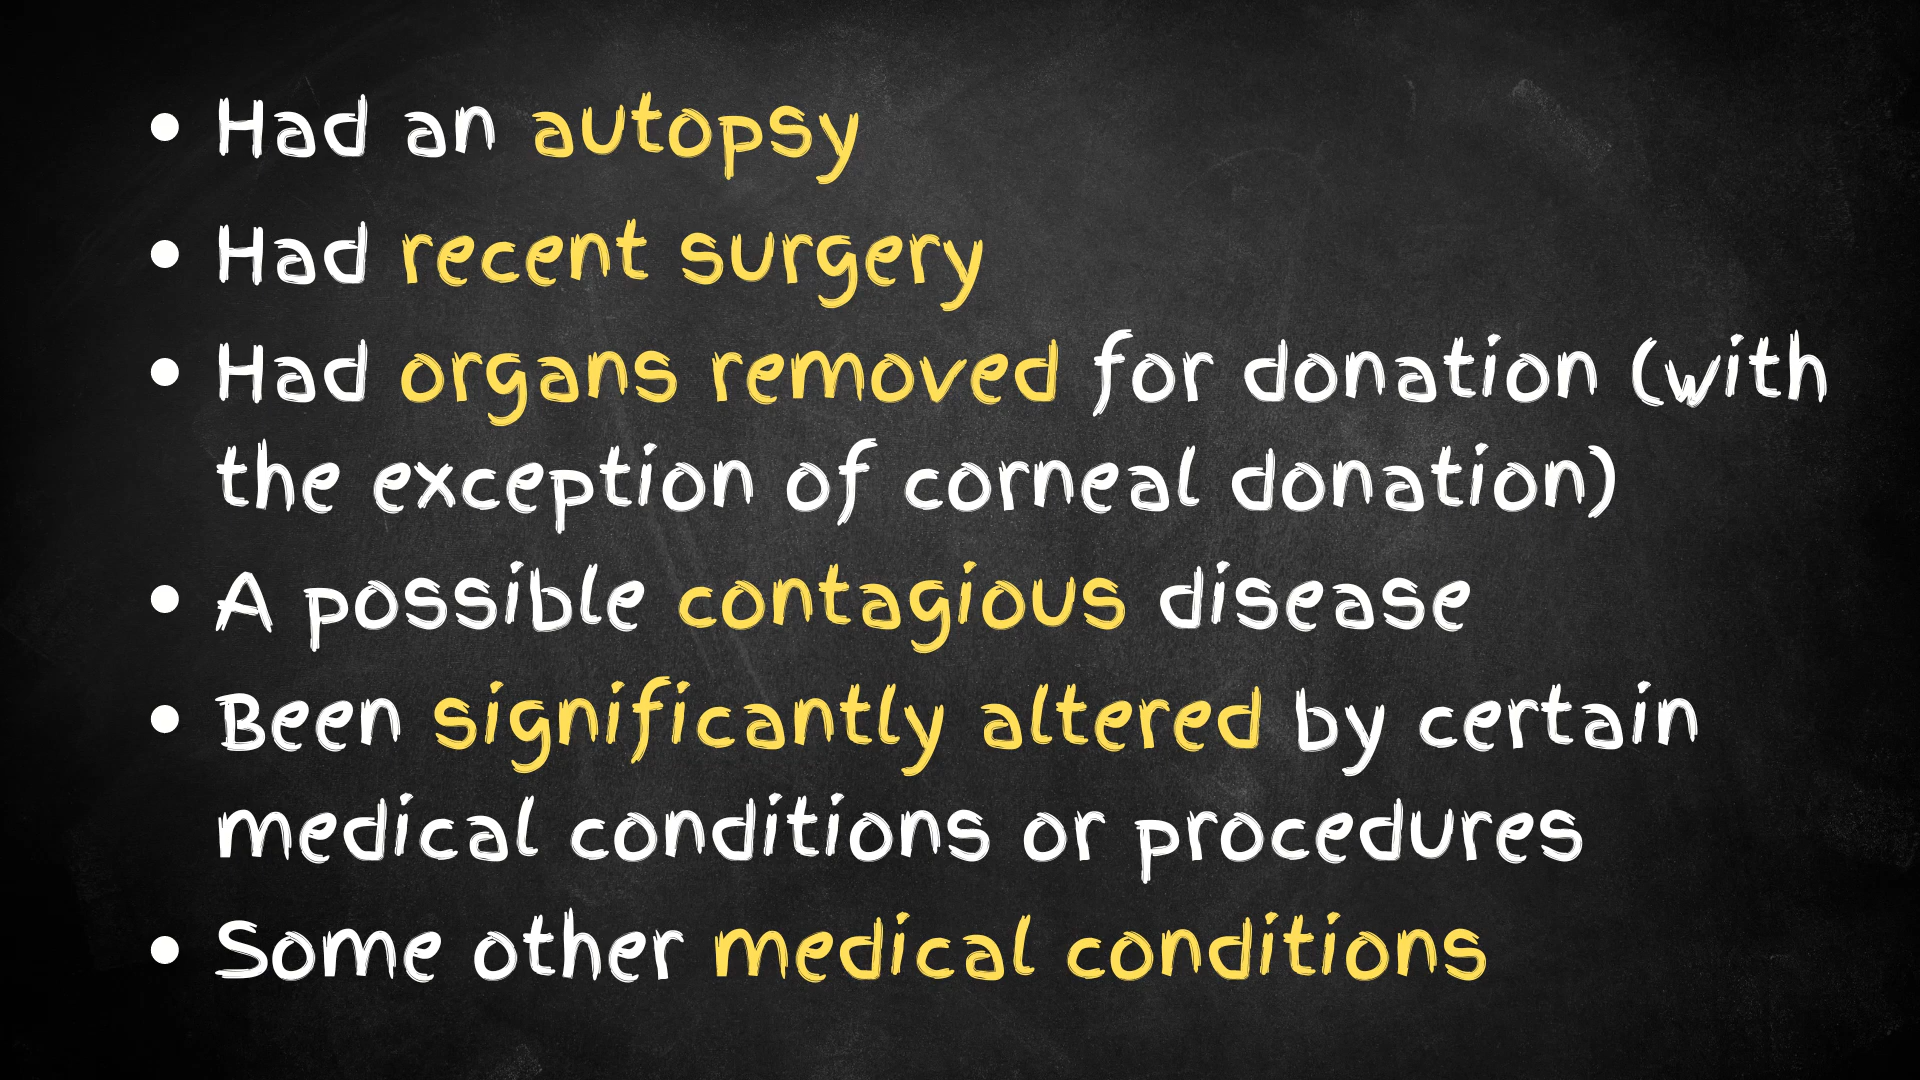 • Had an autopsy
• Had recent surgery
• Had organs removed for donation (with
the exception of corneal donation)
• A possible contagious disease
• Been significantly altered by certain
medical conditions or procedures
• Some other medical conditions